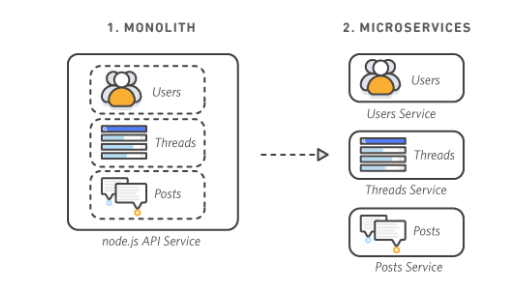 1. MONOLITH
Users
Threads
Posts
node.js API Service
2. MICROSERVICES
Users
Users Service
Threads
Threads Service
Posts
Posts Service